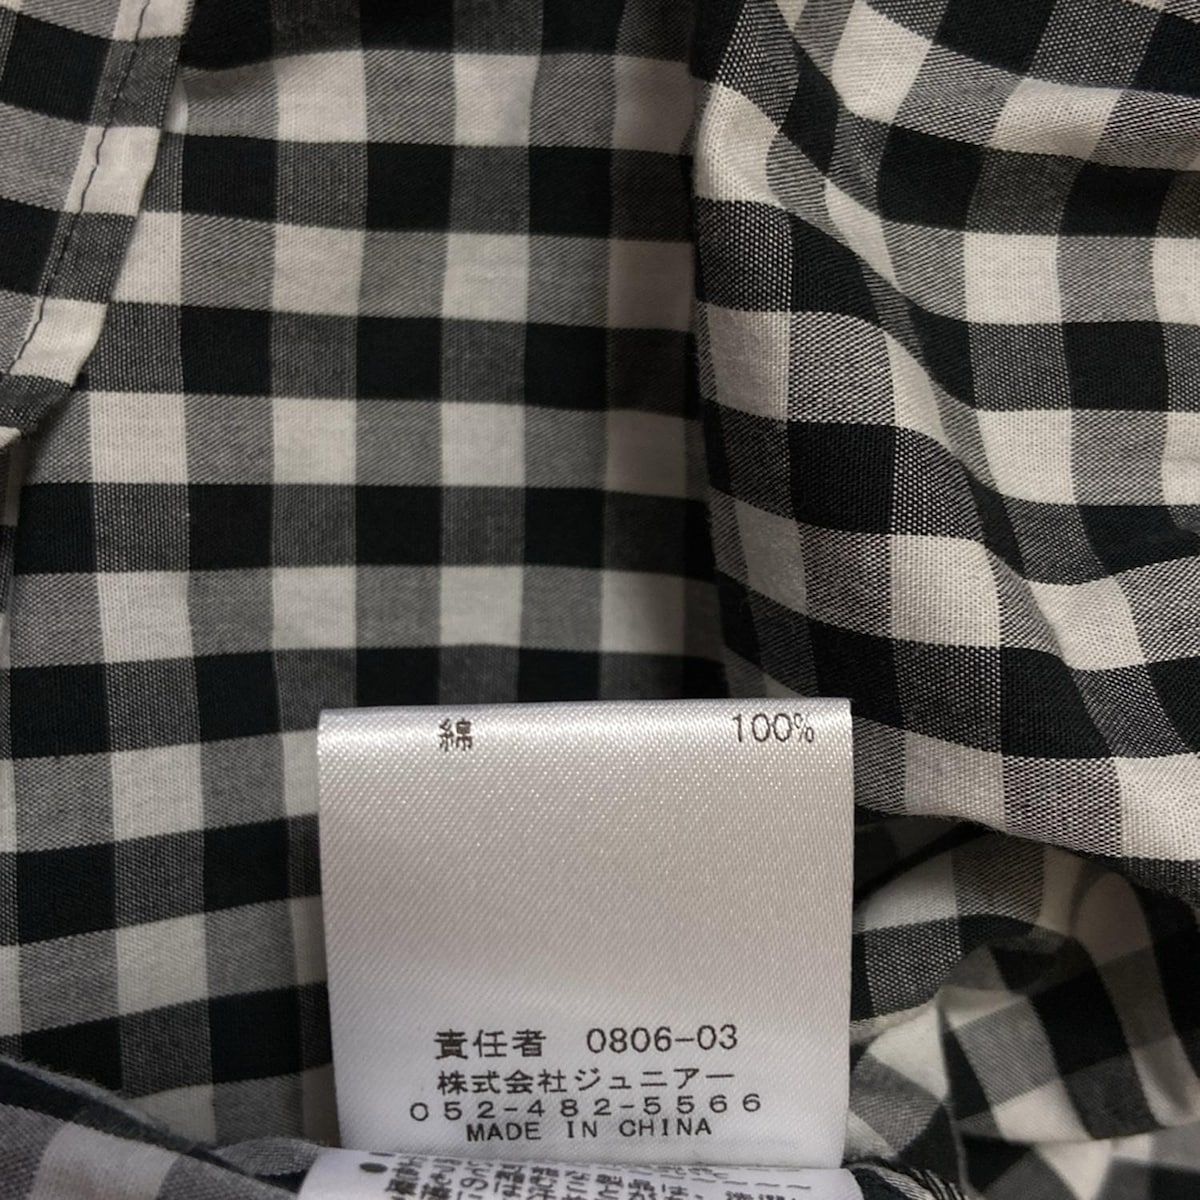 綿 100%
責任者 0806-03
株式会社ジュニアー
052-482-5566
MADE IN CHINA